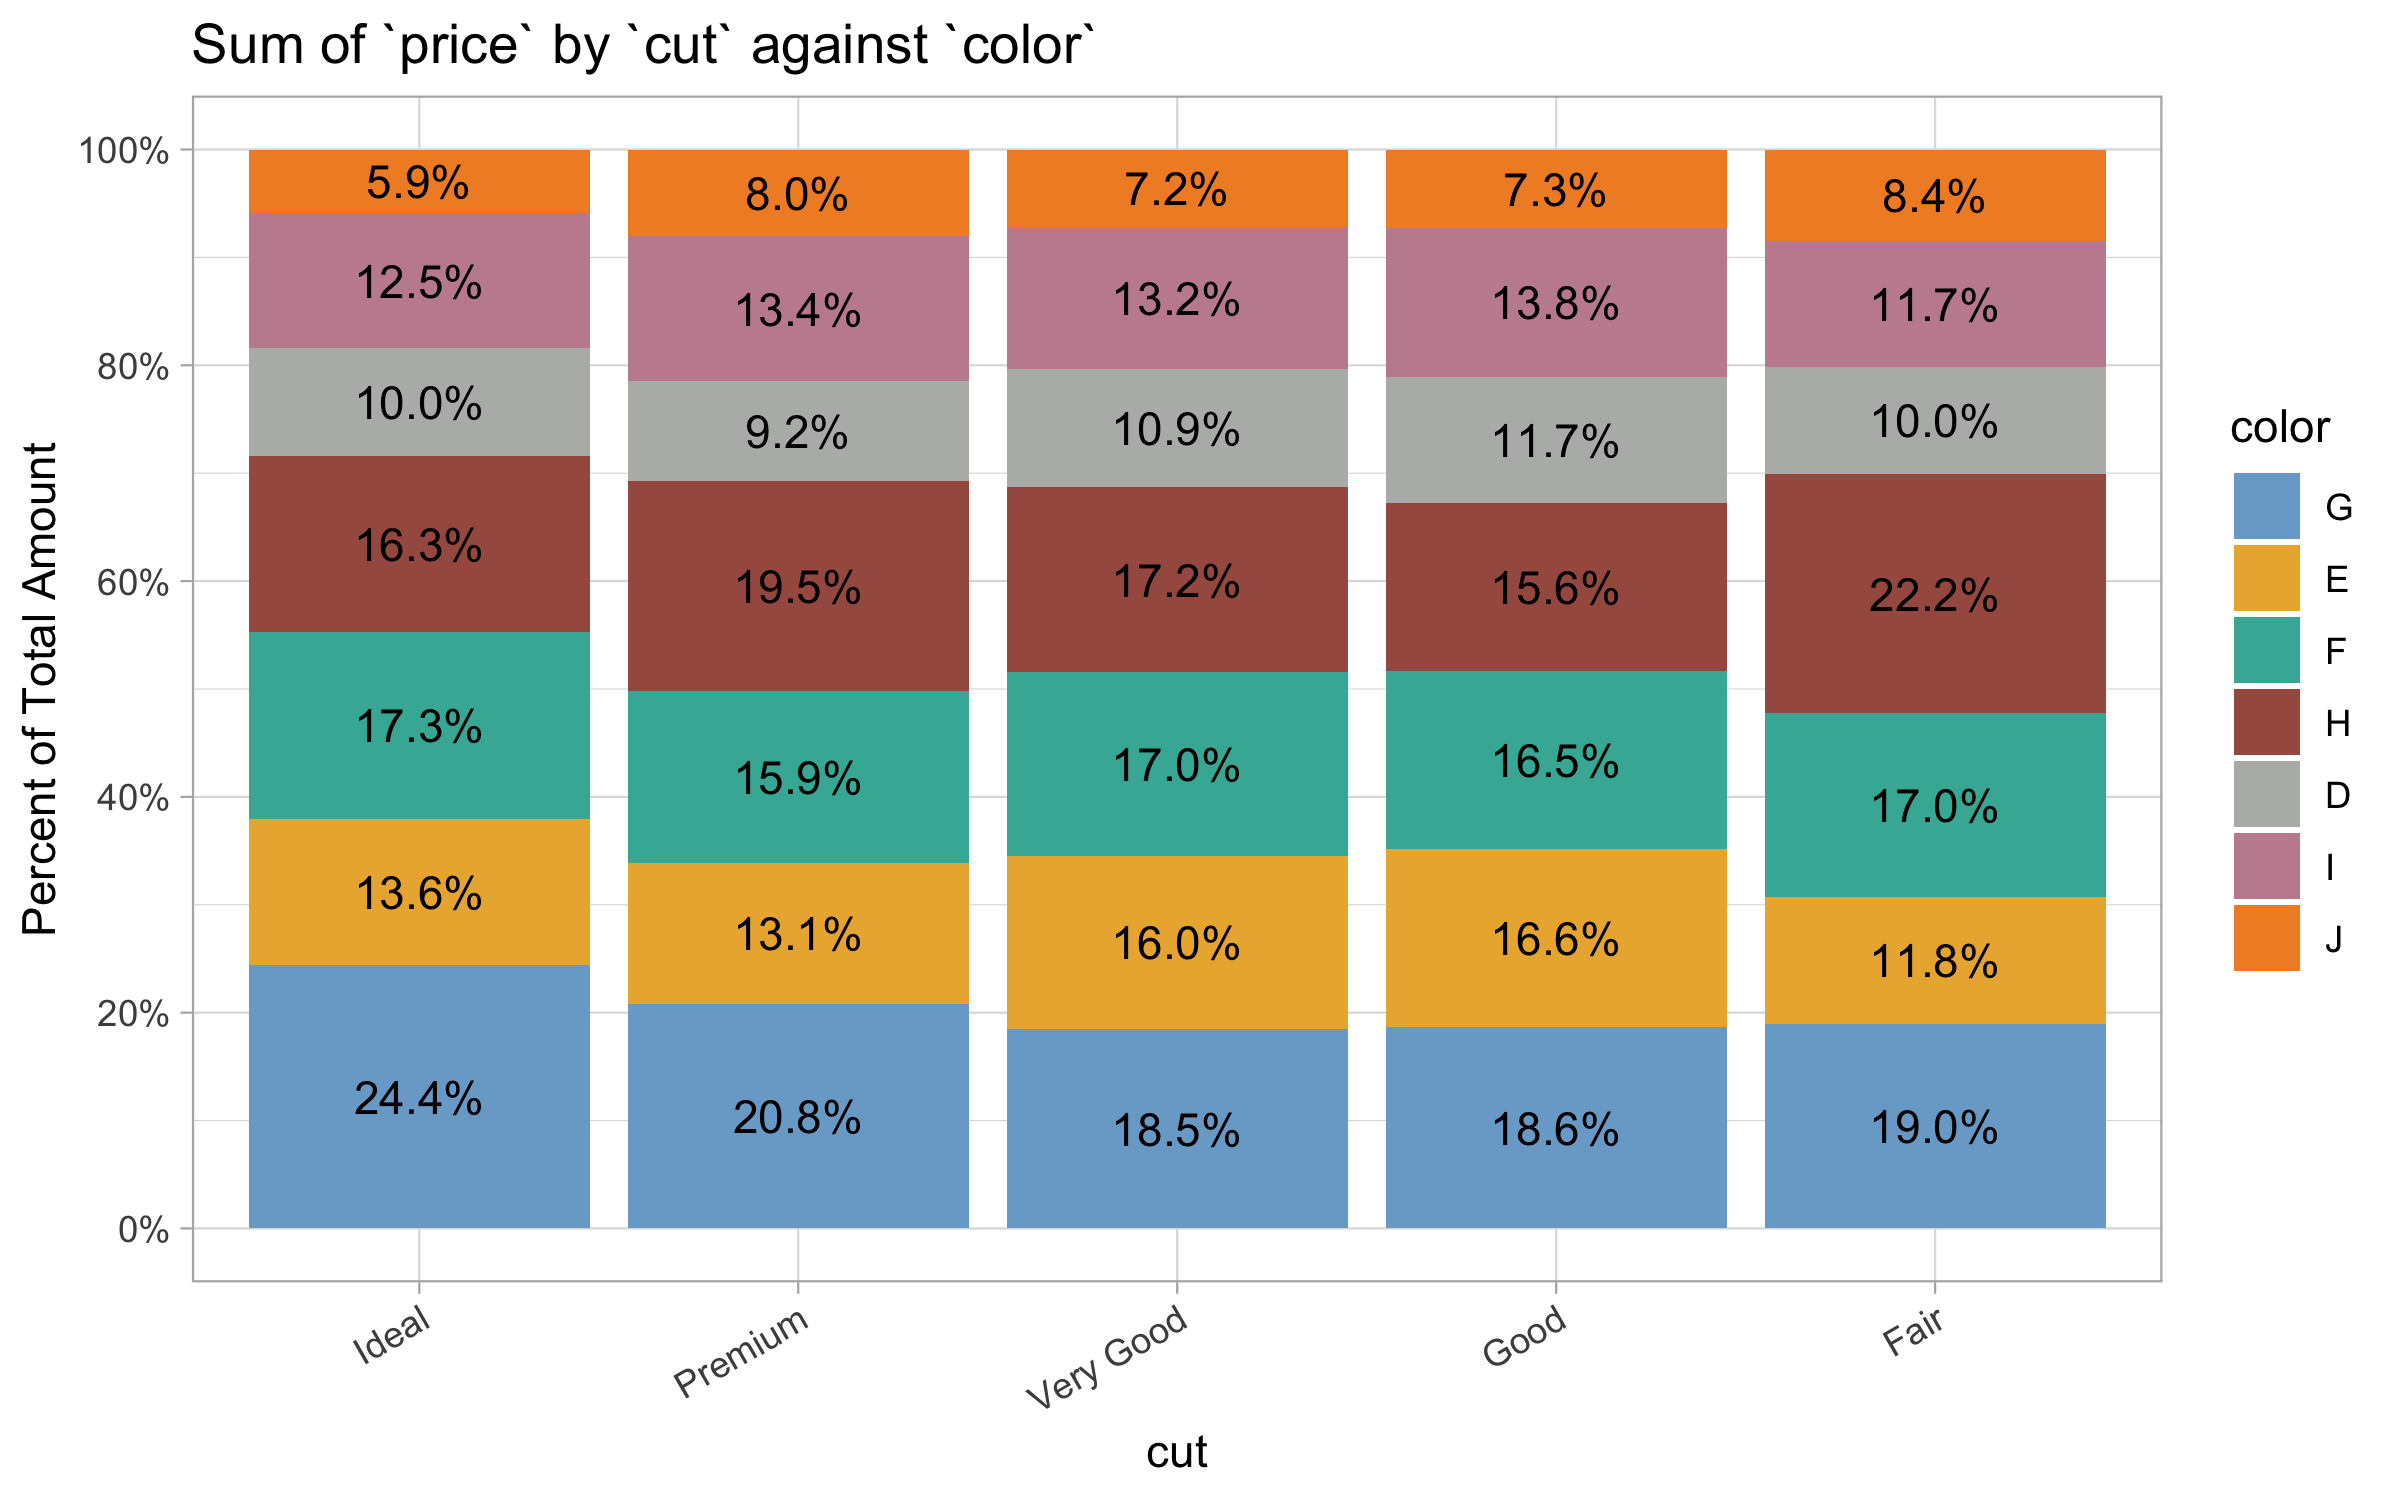 Sum of `price` by `cut` against `color`
Percent of Total Amount
100%
80%
60%
40%
20%
0%
5.9%
12.5%
10.0%
16.3%
17.3%
13.6%
24.4%
8.0%
13.4%
9.2%
19.5%
15.9%
13.1%
20.8%
7.2%
13.2%
10.9%
17.2%
17.0%
16.0%
18.5%
7.3%
13.8%
11.7%
15.6%
16.5%
16.6%
18.6%
8.4%
11.7%
10.0%
22.2%
17.0%
11.8%
19.0%
Ideal
Premium
Very Good
Good
Fair
cut
color
G
E
F
H
D
I
J